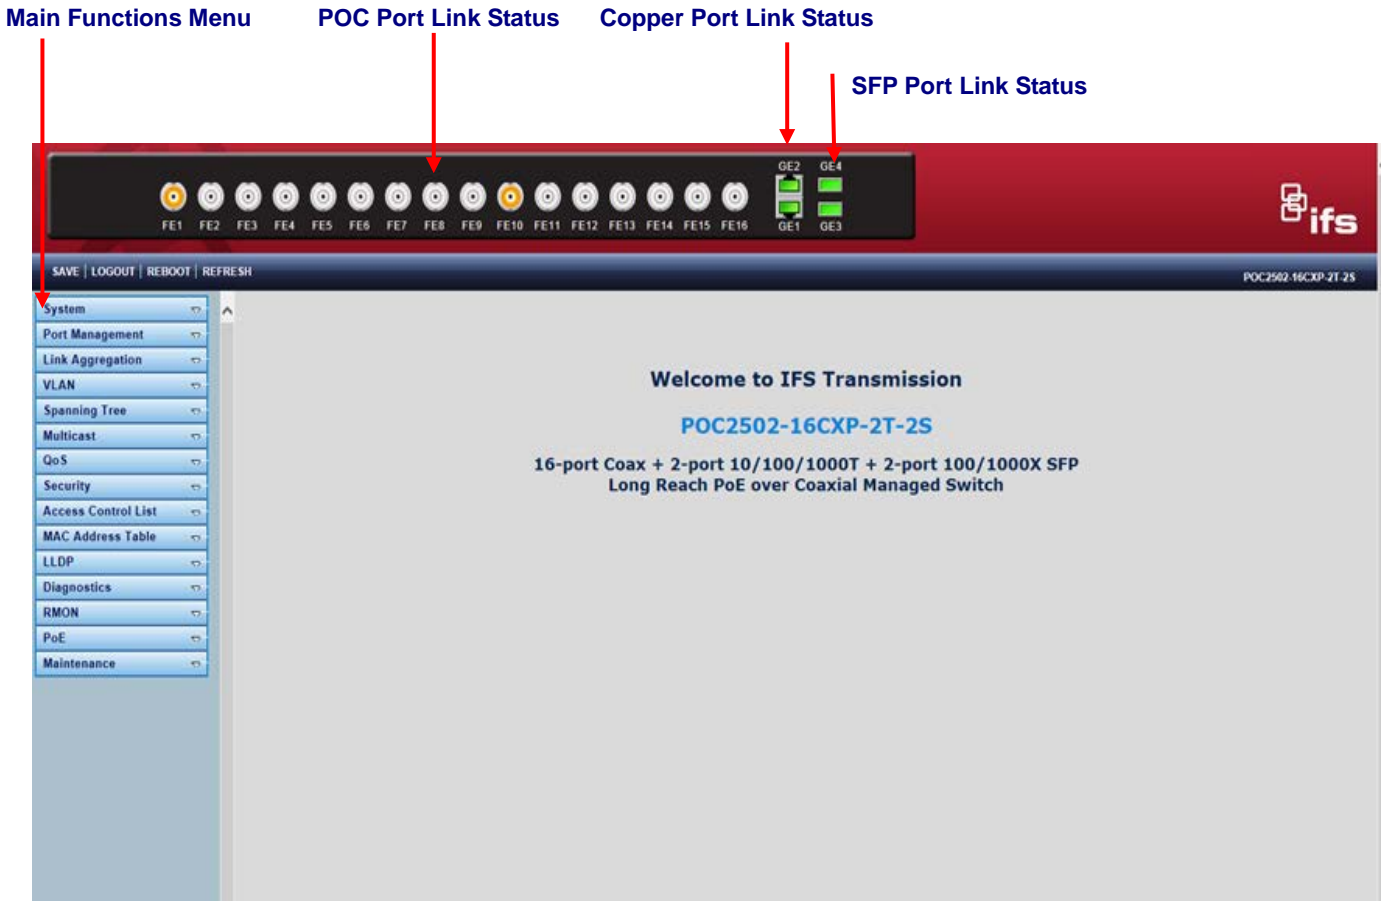 Main Functions Menu
POC Port Link Status
Copper Port Link Status
SFP Port Link Status
GE2 GE4
FE1 FE2 FE3 FE4 FE5 FE6 FE7 FE8 FE9 FE10 FE11 FE12 FE13 FE14 FE15 FE16 GE1 GE3
ifs
SAVE | LOGOUT | REBOOT | REFRESH
POC2502-16CXP-2T-2S
System
Port Management
Link Aggregation
VLAN
Spanning Tree
Multicast
QoS
Security
Access Control List
MAC Address Table
LLDP
Diagnostics
RMON
PoE
Maintenance
Welcome to IFS Transmission
POC2502-16CXP-2T-2S
16-port Coax + 2-port 10/100/1000T + 2-port 100/1000X SFP
Long Reach PoE over Coaxial Managed Switch